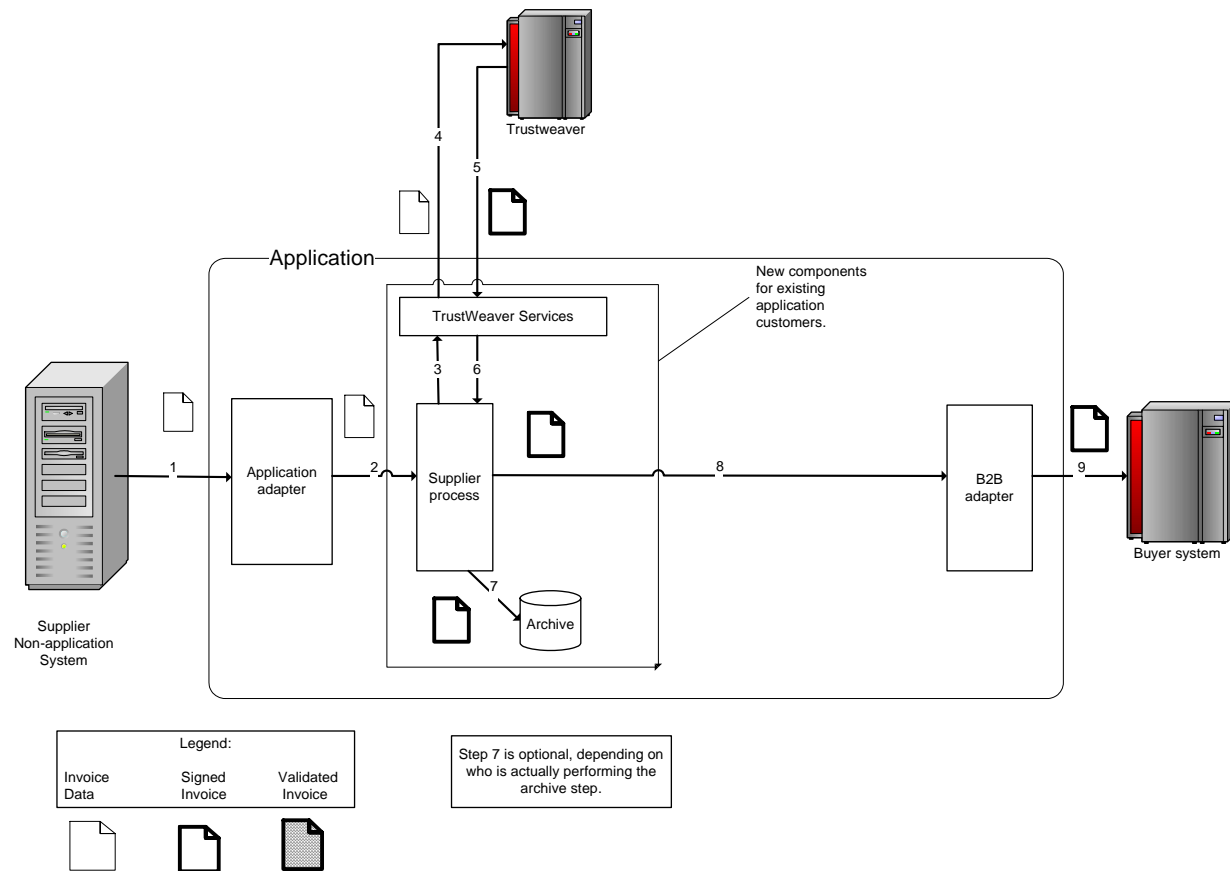 Trustweaver
4
5
Application
New components
for existing
application
customers.
TrustWeaver Services
3
6
1
Application
adapter
2
Supplier
process
8
B2B
adapter
9
Buyer system
7
Archive
Supplier
Non-application
System
Legend:
Invoice
Data
Signed
Invoice
Validated
Invoice
Step 7 is optional, depending on
who is actually performing the
archive step.